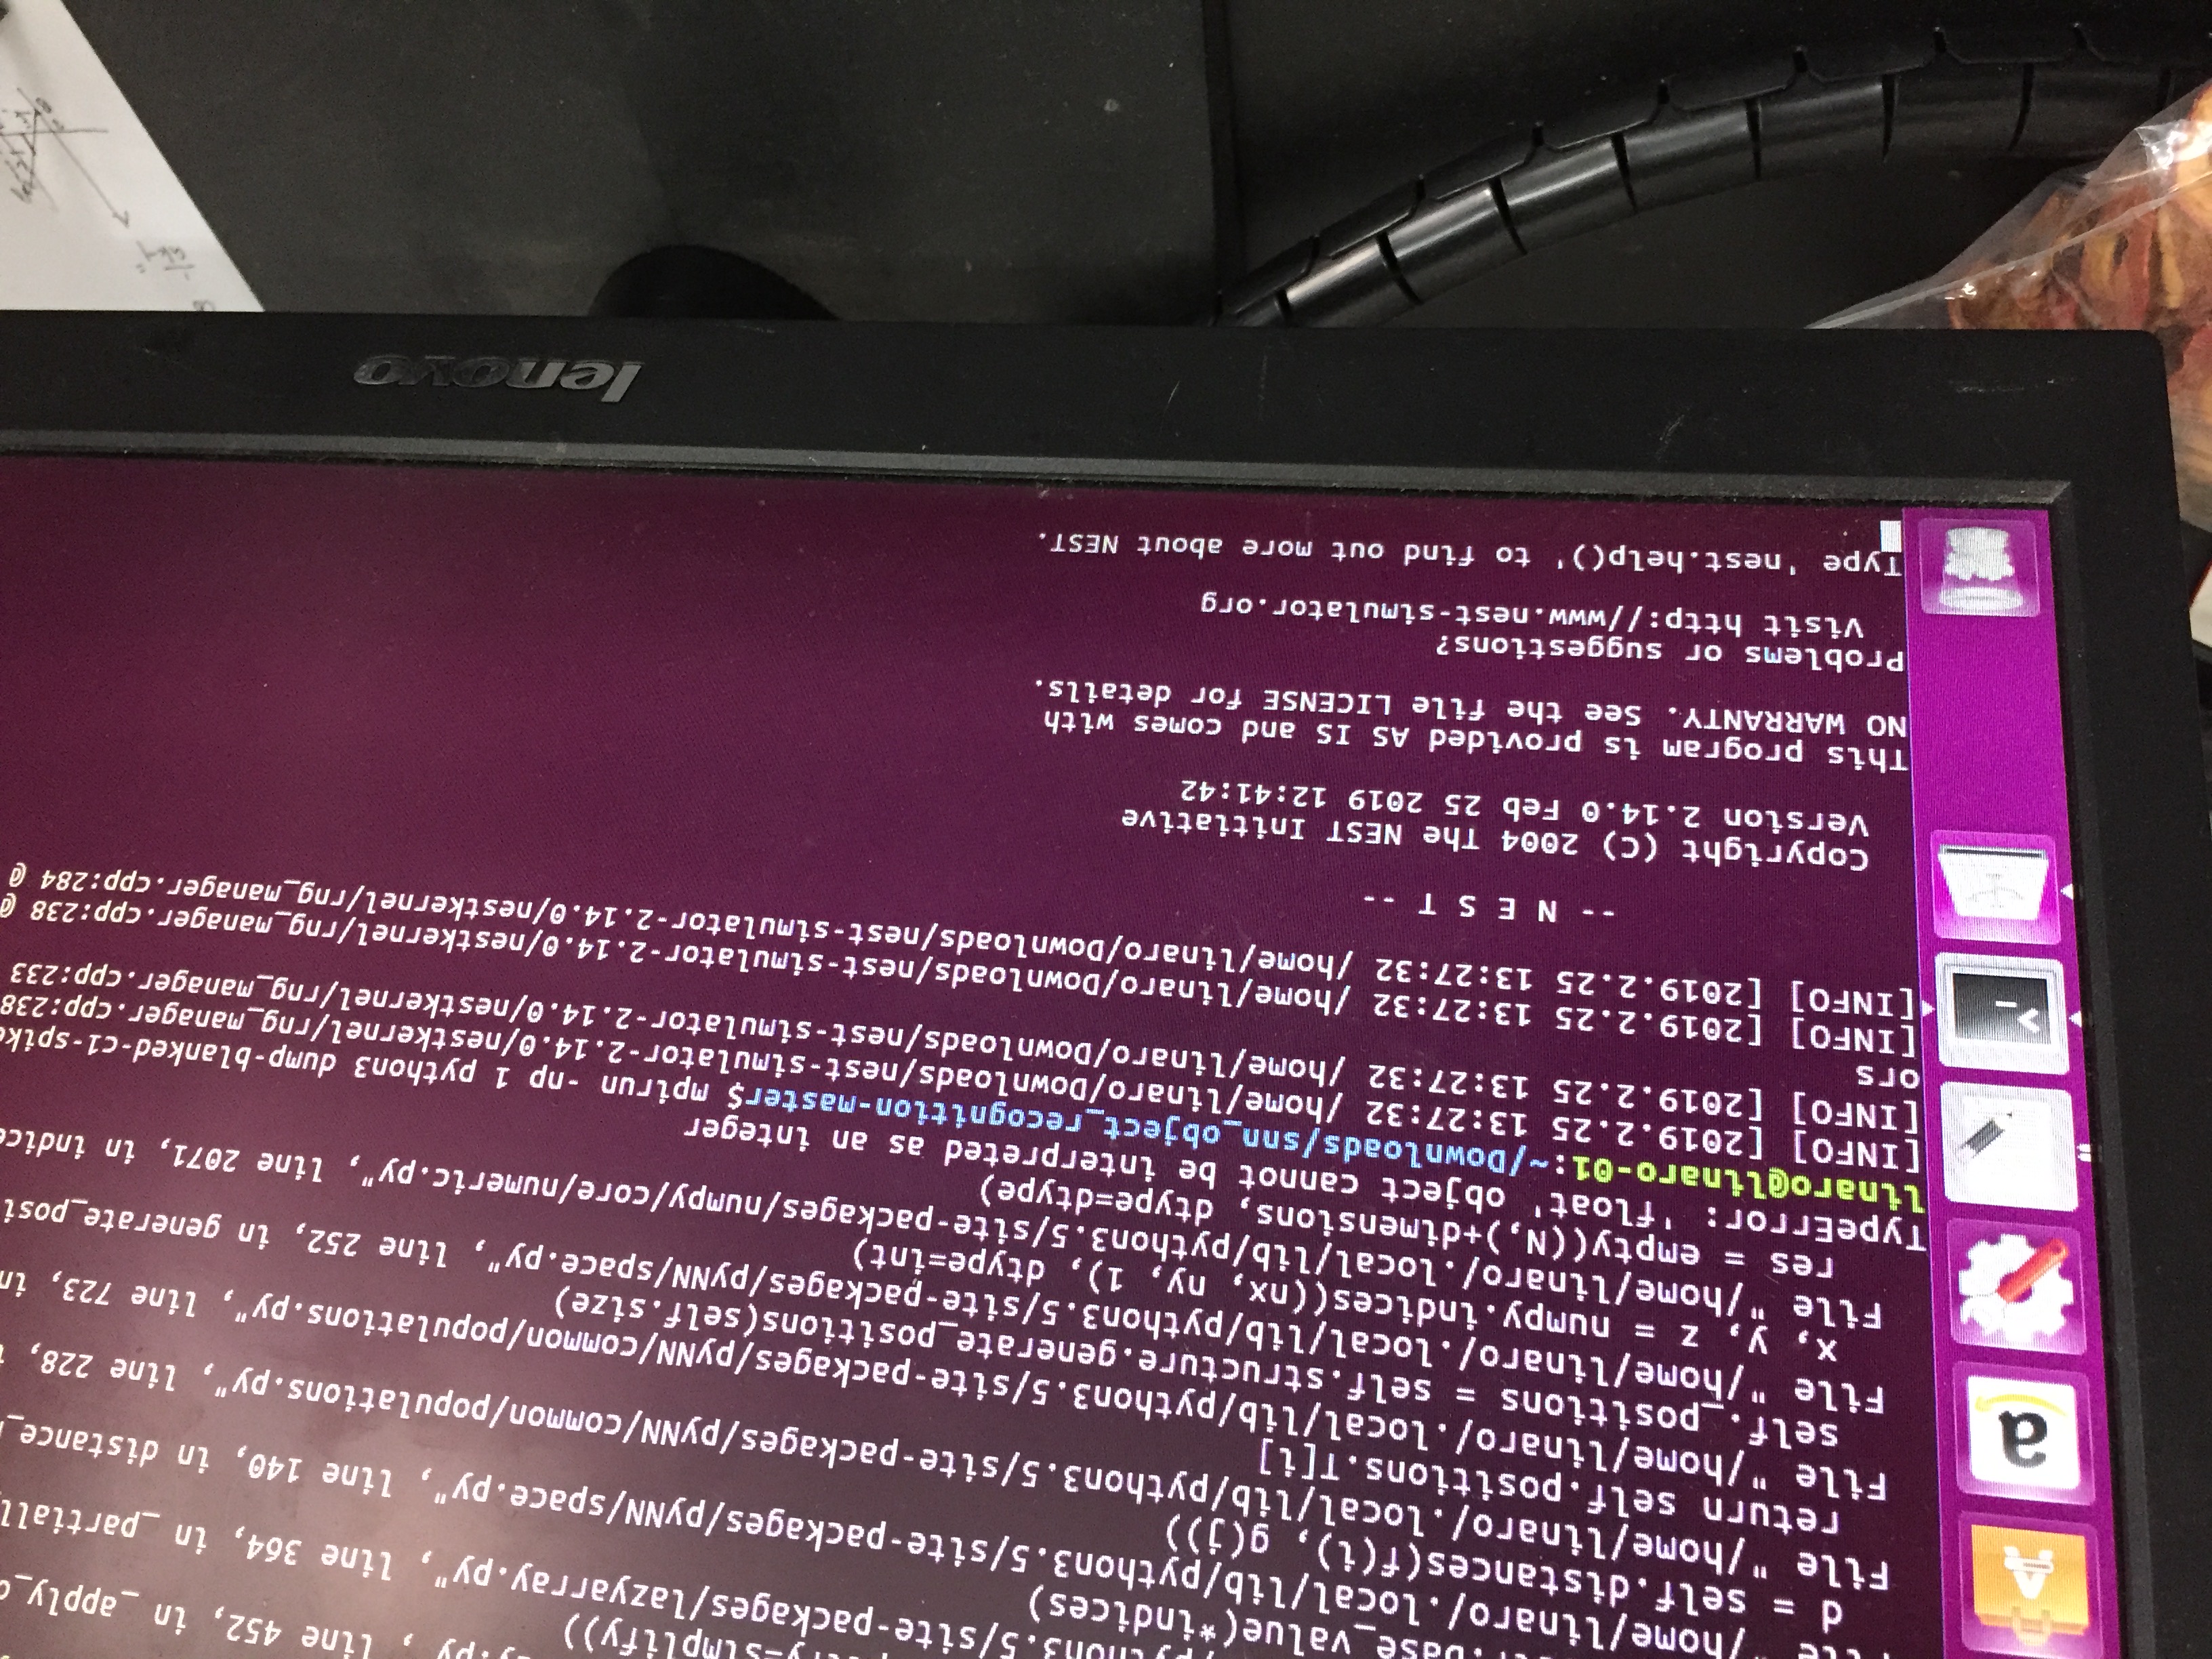 line 452, in _apply_
.base_value(*indices)
File "/home/linaro/.local/lib/python3.5/site-packages/lazyarray.py", line 364, in _partiall
d = self.distances(f(i), g(j))
File "/home/linaro/.local/lib/python3.5/site-packages/pyNN/space.py", line 140, in distance_
return self.positions.T[i]
File "/home/linaro/.local/lib/python3.5/site-packages/pyNN/common/populations.py", line 228,
self._positions = self.structure.generate_positions(self.size)
File "/home/linaro/.local/lib/python3.5/site-packages/pyNN/common/populations.py", line 723, in
x, y, z = numpy.indices((nx, ny, 1), dtype=int)
File "/home/linaro/.local/lib/python3.5/site-packages/pyNN/space.py", line 252, in generate_posi
res = empty((N,)+dimensions, dtype=dtype)
File "/home/linaro/.local/lib/python3.5/site-packages/numpy/core/numeric.py", line 2071, in indic
TypeError: 'float' object cannot be interpreted as an integer
linaro@linaro-01:~/Downloads/snn_object_recognition-master$ mpirun -np 1 python3 dump-blanked-c1-spike
[INFO] [2019.2.25 13:27:32 /home/linaro/Downloads/nest-simulator-2.14.0/nestkernel/rng_manager.cpp:238
[INFO] [2019.2.25 13:27:32 /home/linaro/Downloads/nest-simulator-2.14.0/nestkernel/rng_manager.cpp:233
ors
[INFO] [2019.2.25 13:27:32 /home/linaro/Downloads/nest-simulator-2.14.0/nestkernel/rng_manager.cpp:238 @
[INFO] [2019.2.25 13:27:32 /home/linaro/Downloads/nest-simulator-2.14.0/nestkernel/rng_manager.cpp:284 @
-- N E S T --
Copyright (C) 2004 The NEST Initiative
Version 2.14.0 Feb 25 2019 12:41:42
This program is provided AS IS and comes with
NO WARRANTY. See the file LICENSE for details.
Problems or suggestions?
Visit http://www.nest-simulator.org
Type 'nest.help()' to find out more about NEST.
lenovo